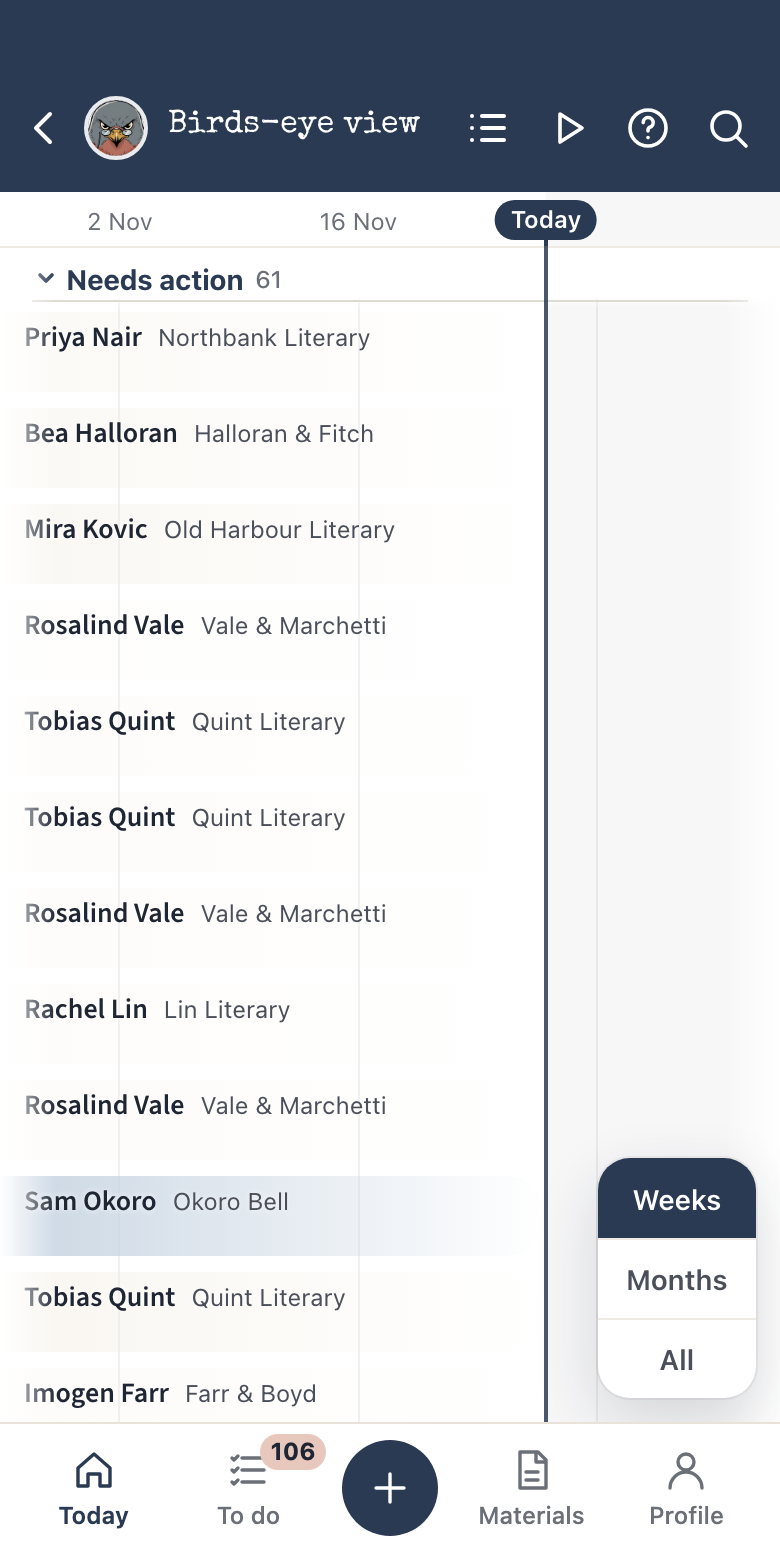 Birds-eye view
2 Nov 16 Nov Today
Needs action 61
Priya Nair Northbank Literary
Bea Halloran Halloran & Fitch
Mira Kovic Old Harbour Literary
Rosalind Vale Vale & Marchetti
Tobias Quint Quint Literary
Tobias Quint Quint Literary
Rosalind Vale Vale & Marchetti
Rachel Lin Lin Literary
Rosalind Vale Vale & Marchetti
Sam Okoro Okoro Bell
Weeks
Months
Tobias Quint Quint Literary
All
Imogen Farr Farr & Boyd
106
Today To do Materials Profile